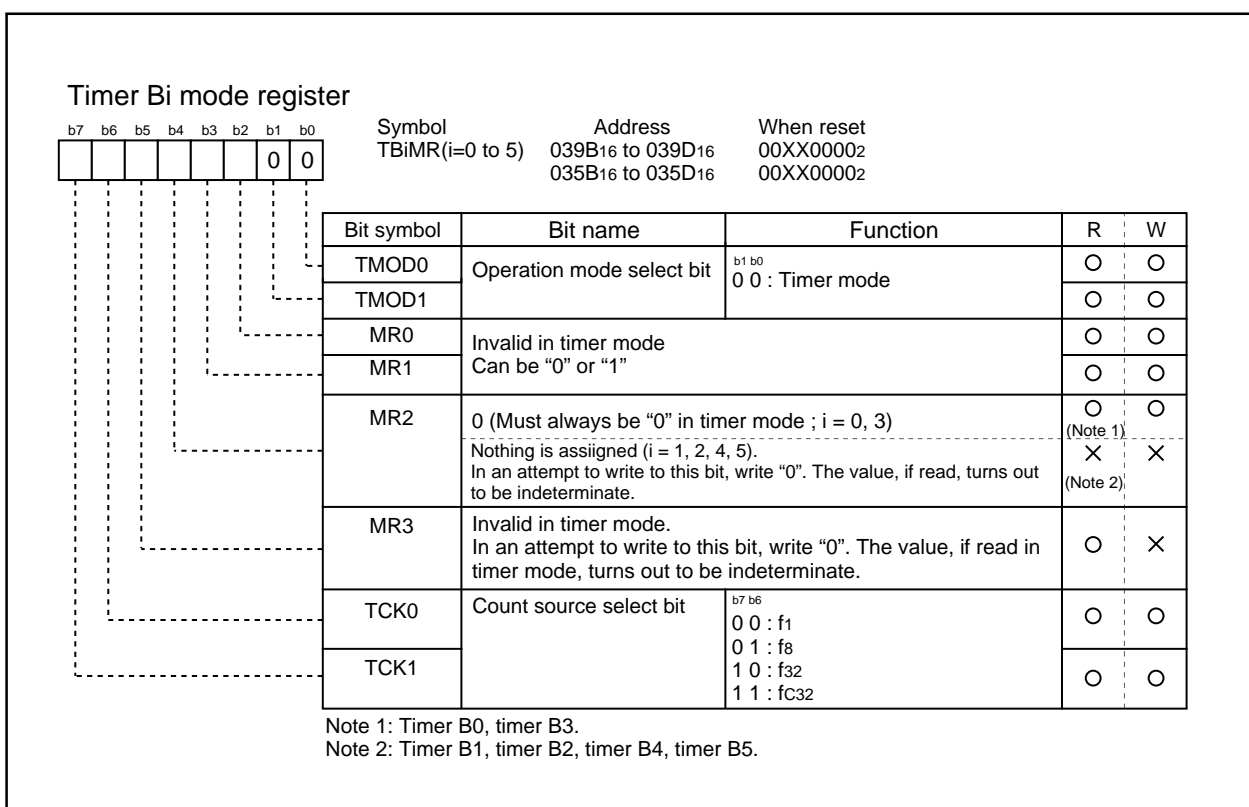 Timer Bi mode register
b7 b6 b5 b4 b3 b2 b1 b0
0 0
Symbol Address When reset
TBiMR(i=0 to 5) 039B16 to 039D16 00XX00002
035B16 to 035D16 00XX00002
Bit symbol Bit name Function R W
TMOD0 Operation mode select bit b1 b0
0 0 : Timer mode
TMOD1
MR0 Invalid in timer mode
MR1 Can be “0” or “1”
MR2 0 (Must always be “0” in timer mode ; i = 0, 3)
(Note 1)
Nothing is assiigned (i = 1, 2, 4, 5).
In an attempt to write to this bit, write “0”. The value, if read, turns out
to be indeterminate.
(Note 2)
MR3 Invalid in timer mode.
In an attempt to write to this bit, write “0”. The value, if read in
timer mode, turns out to be indeterminate.
TCK0 Count source select bit b7 b6
0 0 : f1
0 1 : f8
TCK1 1 0 : f32
1 1 : fC32
Note 1: Timer B0, timer B3.
Note 2: Timer B1, timer B2, timer B4, timer B5.